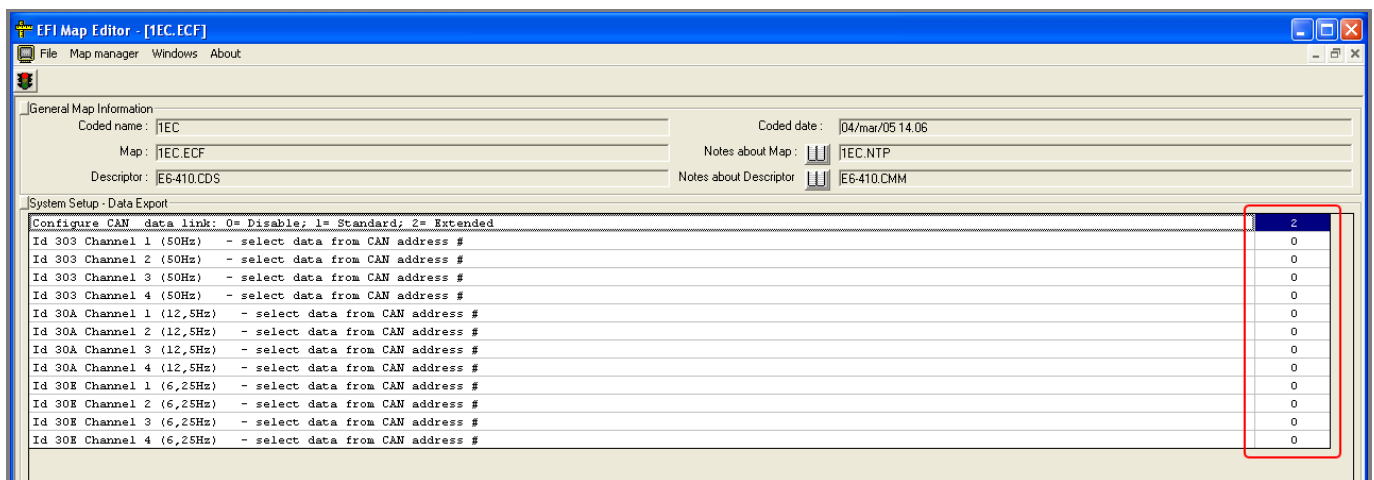 EFI Map Editor - [1EC.ECF]
File Map manager Windows About
General Map Information
Coded name : 1EC Coded date : 04/mar/05 14.06
Map : 1EC.ECF Notes about Map : 1EC.NTP
Descriptor : E6-410.CDS Notes about Descriptor E6-410.CMM
System Setup - Data Export
Configure CAN data link: 0= Disable; 1= Standard; 2= Extended 2
Id 303 Channel 1 (50Hz) - select data from CAN address # 0
Id 303 Channel 2 (50Hz) - select data from CAN address # 0
Id 303 Channel 3 (50Hz) - select data from CAN address # 0
Id 303 Channel 4 (50Hz) - select data from CAN address # 0
Id 30A Channel 1 (12,5Hz) - select data from CAN address # 0
Id 30A Channel 2 (12,5Hz) - select data from CAN address # 0
Id 30A Channel 3 (12,5Hz) - select data from CAN address # 0
Id 30A Channel 4 (12,5Hz) - select data from CAN address # 0
Id 30E Channel 1 (6,25Hz) - select data from CAN address # 0
Id 30E Channel 2 (6,25Hz) - select data from CAN address # 0
Id 30E Channel 3 (6,25Hz) - select data from CAN address # 0
Id 30E Channel 4 (6,25Hz) - select data from CAN address # 0